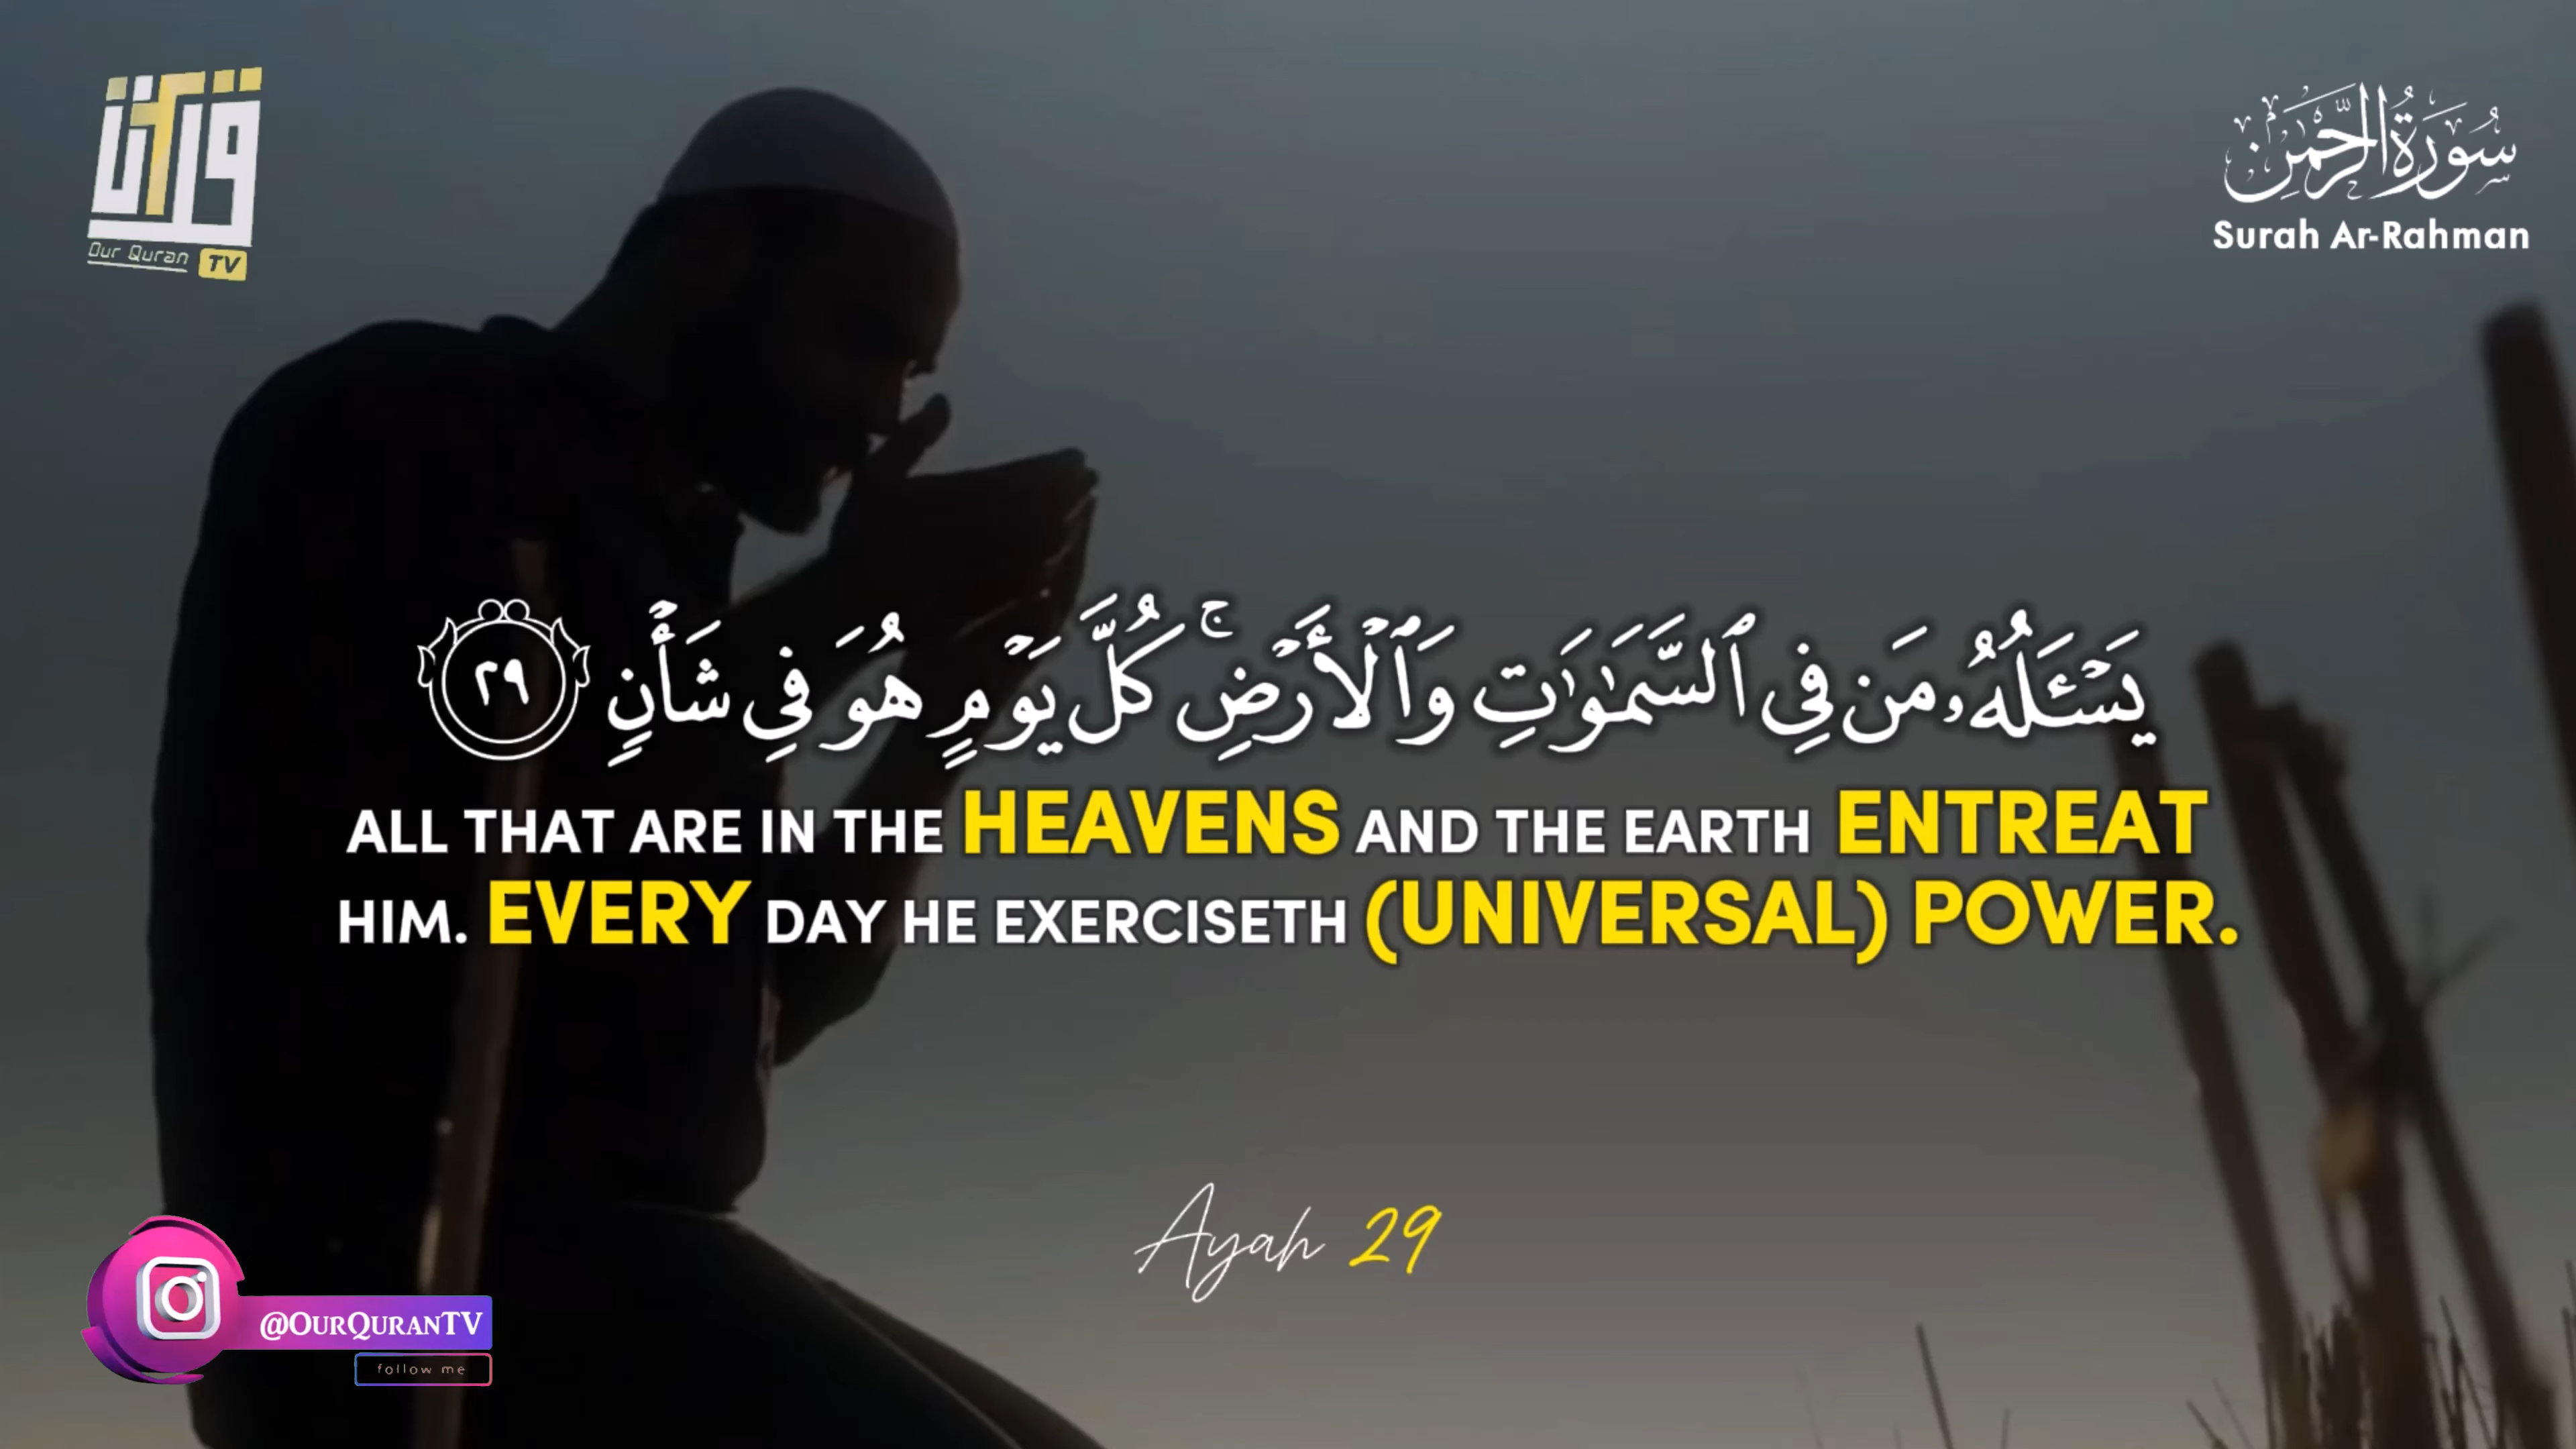 قرآننا
Our Quran TV
سُورَةُ الرَّحْمَٰن
Surah Ar-Rahman
يَسْـَٔلُهُۥ مَن فِى ٱلسَّمَٰوَٰتِ وَٱلْأَرْضِ ۚ كُلَّ يَوْمٍ هُوَ فِى شَأْنٍ ٢٩
ALL THAT ARE IN THE HEAVENS AND THE EARTH ENTREAT
HIM. EVERY DAY HE EXERCISETH (UNIVERSAL) POWER.
Ayah 29
@OURQURANTV
follow me